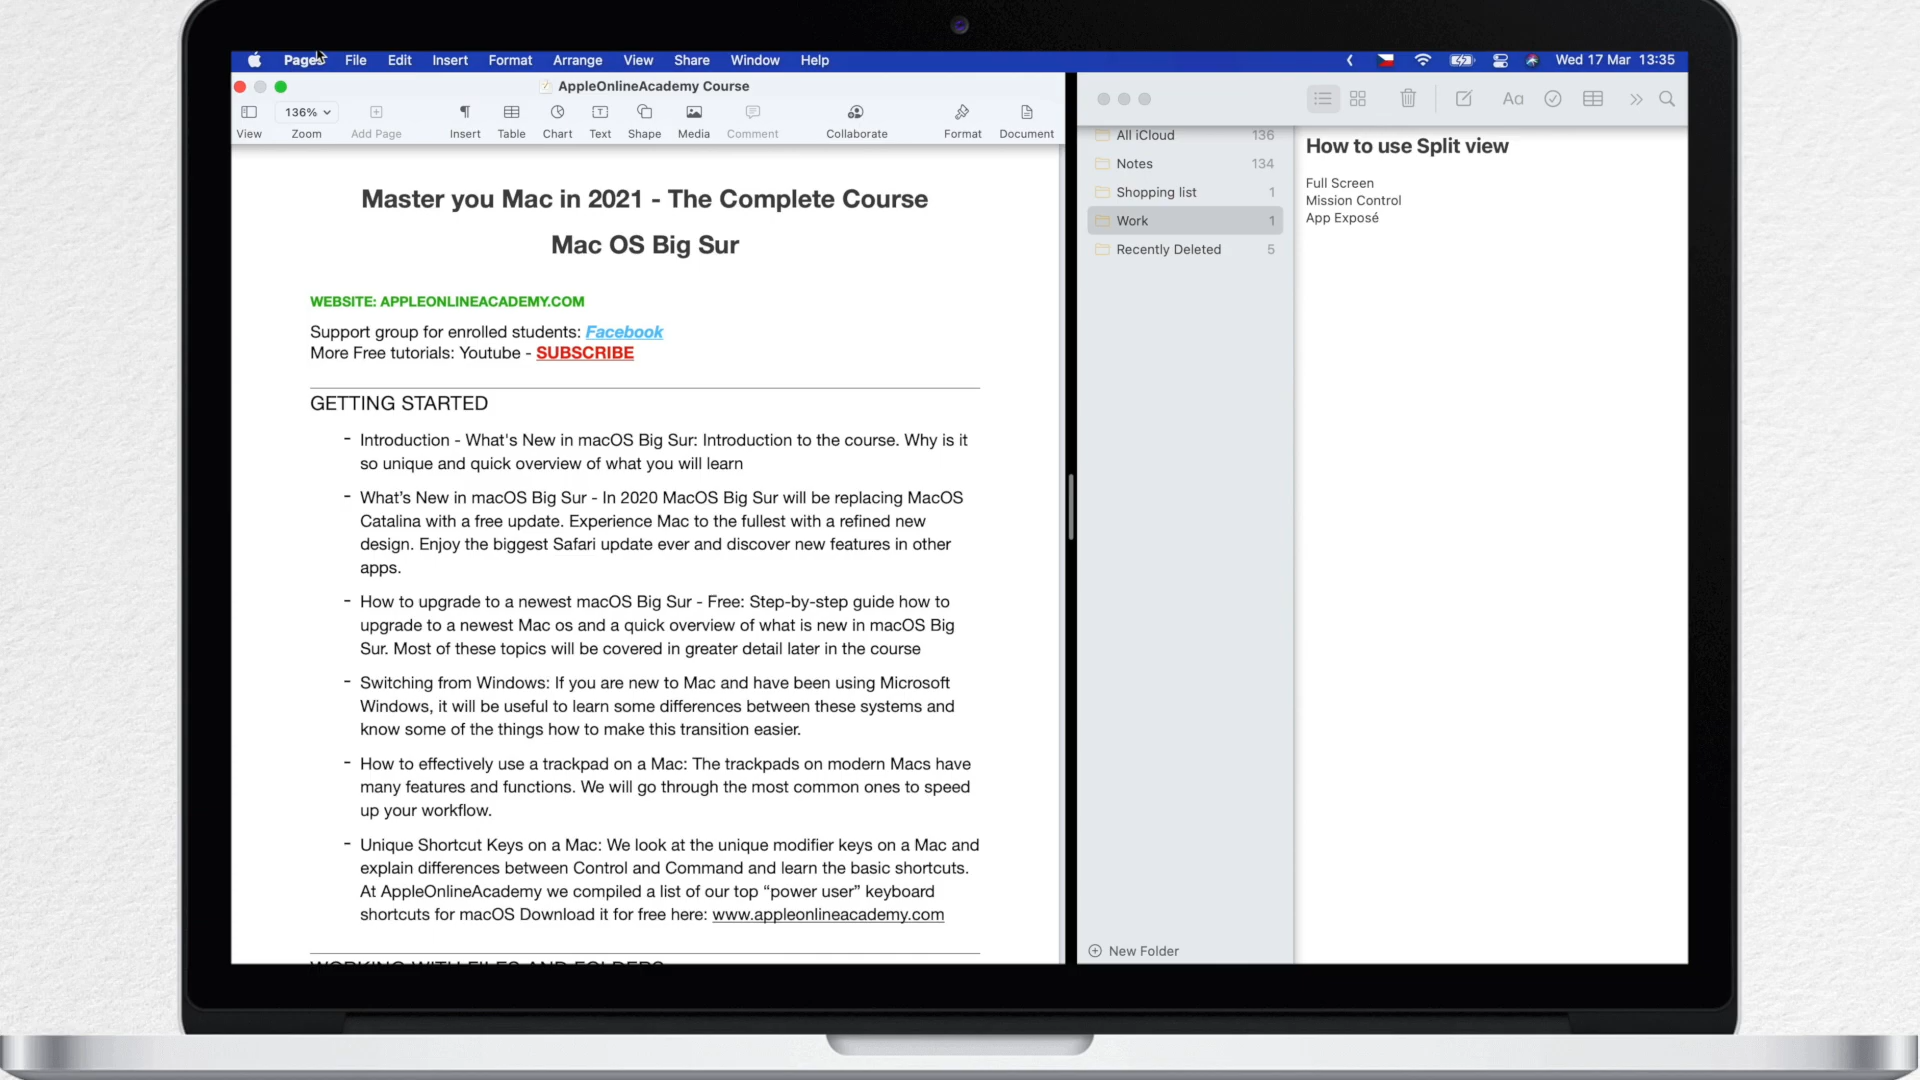 Pages File Edit Insert Format Arrange View Share Window Help Wed 17 Mar 13:35
AppleOnlineAcademy Course
136%
View Zoom Add Page Insert Table Chart Text Shape Media Comment Collaborate Format Document
Master you Mac in 2021 - The Complete Course
Mac OS Big Sur
WEBSITE: APPLEONLINEACADEMY.COM
Support group for enrolled students: Facebook
More Free tutorials: Youtube - SUBSCRIBE
GETTING STARTED
- Introduction - What's New in macOS Big Sur: Introduction to the course. Why is it
so unique and quick overview of what you will learn
- What’s New in macOS Big Sur - In 2020 MacOS Big Sur will be replacing MacOS
Catalina with a free update. Experience Mac to the fullest with a refined new
design. Enjoy the biggest Safari update ever and discover new features in other
apps.
- How to upgrade to a newest macOS Big Sur - Free: Step-by-step guide how to
upgrade to a newest Mac os and a quick overview of what is new in macOS Big
Sur. Most of these topics will be covered in greater detail later in the course
- Switching from Windows: If you are new to Mac and have been using Microsoft
Windows, it will be useful to learn some differences between these systems and
know some of the things how to make this transition easier.
- How to effectively use a trackpad on a Mac: The trackpads on modern Macs have
many features and functions. We will go through the most common ones to speed
up your workflow.
- Unique Shortcut Keys on a Mac: We look at the unique modifier keys on a Mac and
explain differences between Control and Command and learn the basic shortcuts.
At AppleOnlineAcademy we compiled a list of our top “power user” keyboard
shortcuts for macOS Download it for free here: www.appleonlineacademy.com
WORKING WITH FILES AND FOLDERS
Aa
All iCloud 136
Notes 134
Shopping list 1
Work 1
Recently Deleted 5
New Folder
How to use Split view
Full Screen
Mission Control
App Exposé